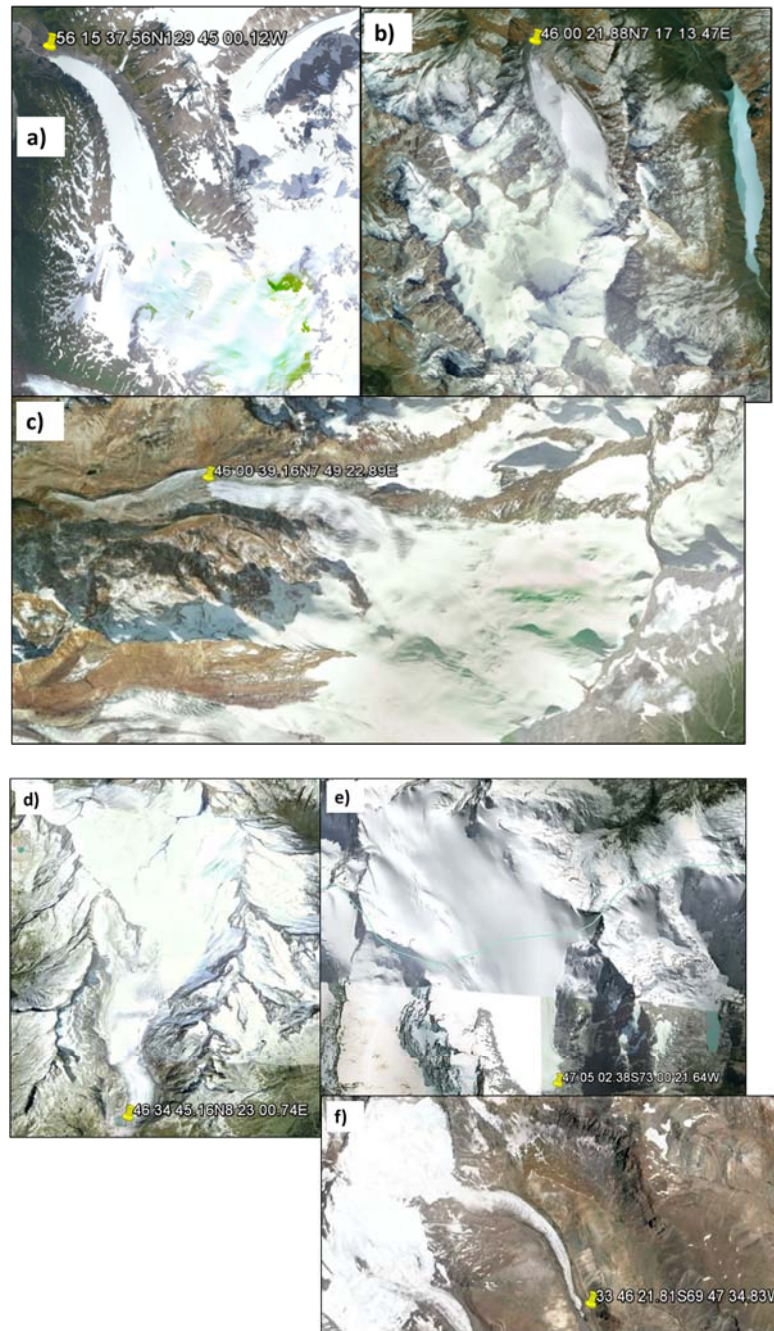 56 15 37.56N129 45 00.12W
a)
b)
46 00 21.88N7 17 13.47E
c)
46 00 39.16N7 49 22.89E
d)
46 34 45.16N8 23 00.74E
e)
47 05 02.38S73 00 21.64W
f)
33 46 21.81S69 47 34.83W